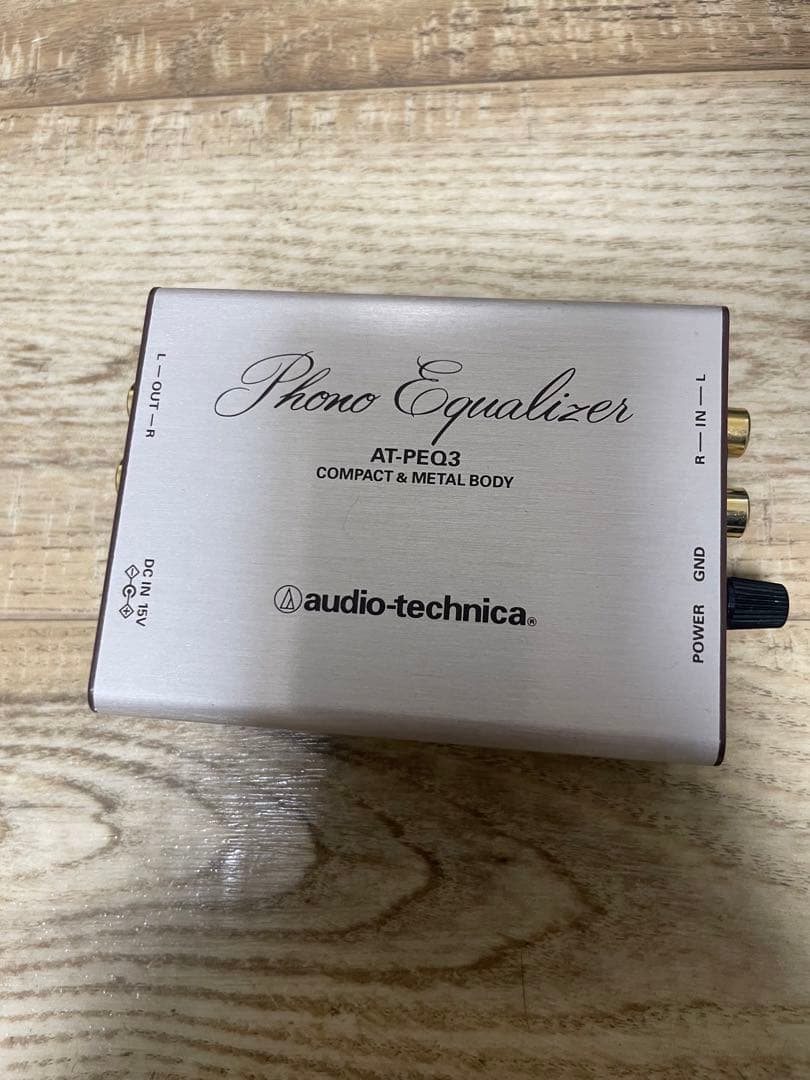 Phono Equalizer
AT-PEQ3
COMPACT & METAL BODY
audio-technica®
L — OUT — R
DC IN 15V
R — IN — L
POWER GND